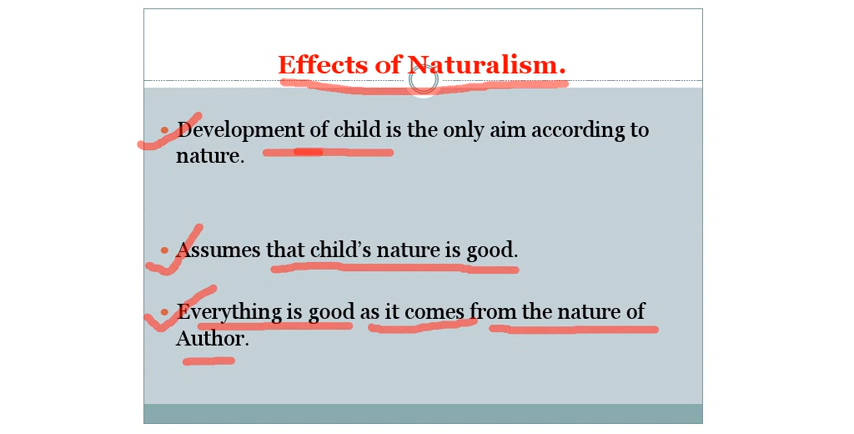 Effects of Naturalism.
• Development of child is the only aim according to
nature.
• Assumes that child's nature is good.
• Everything is good as it comes from the nature of
Author.